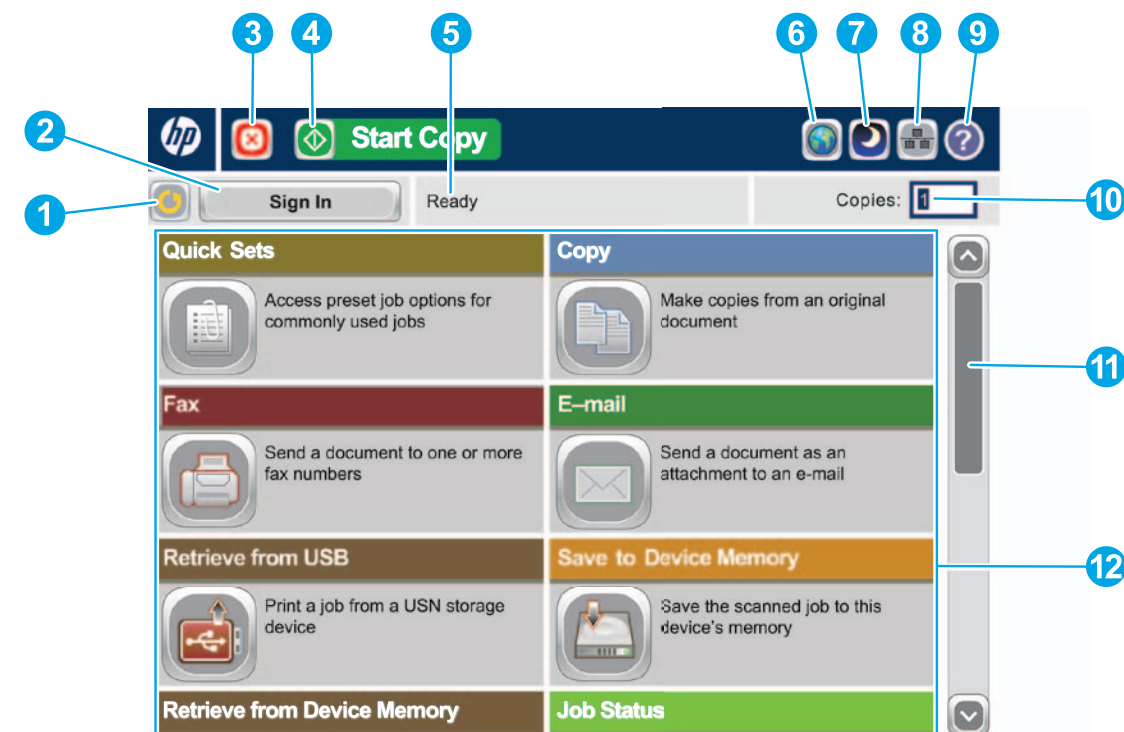 3 4 5 6 7 8 9
2
hp Start Copy ?
1 Sign In Ready Copies: 1 10
Quick Sets
Access preset job options for
commonly used jobs
Copy
Make copies from an original
document
11
Fax
Send a document to one or more
fax numbers
E–mail
Send a document as an
attachment to an e-mail
Retrieve from USB
Print a job from a USN storage
device
Save to Device Memory
Save the scanned job to this
device's memory
12
Retrieve from Device Memory
Job Status